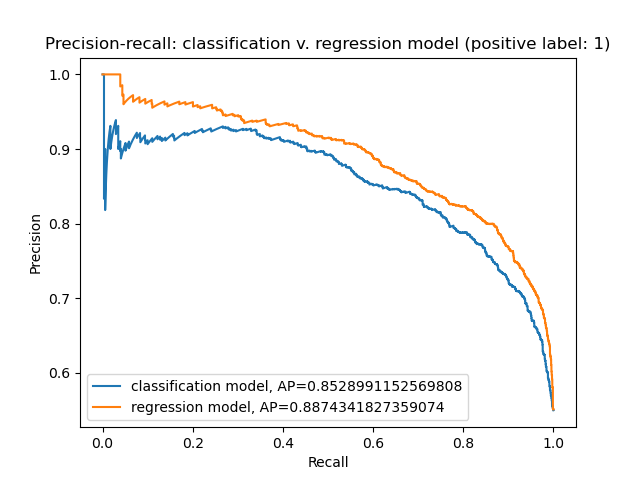 Precision-recall: classification v. regression model (positive label: 1)
1.0
0.9
0.8
0.7
0.6
Precision
classification model, AP=0.8528991152569808
regression model, AP=0.8874341827359074
0.0 0.2 0.4 0.6 0.8 1.0
Recall